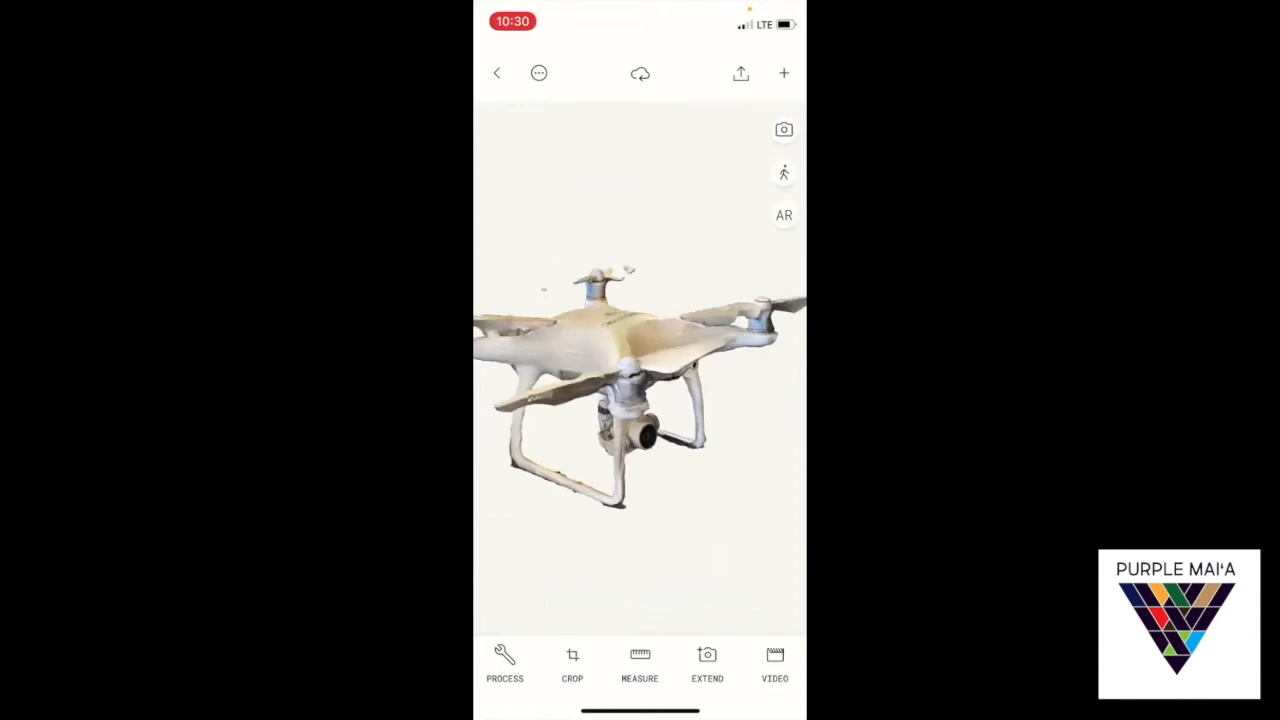 10:30
LTE
AR
PROCESS
CROP
MEASURE
EXTEND
VIDEO
PURPLE MAIʻA